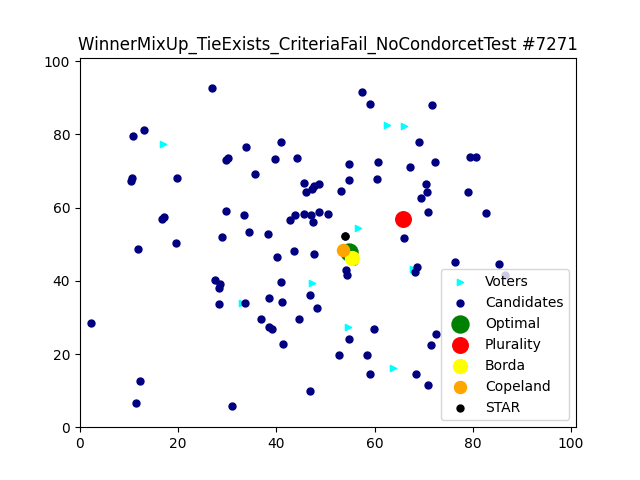 WinnerMixUp_TieExists_CriteriaFail_NoCondorcetTest #7271
100
80
60
40
20
0
0 20 40 60 80 100
Voters
Candidates
Optimal
Plurality
Borda
Copeland
STAR